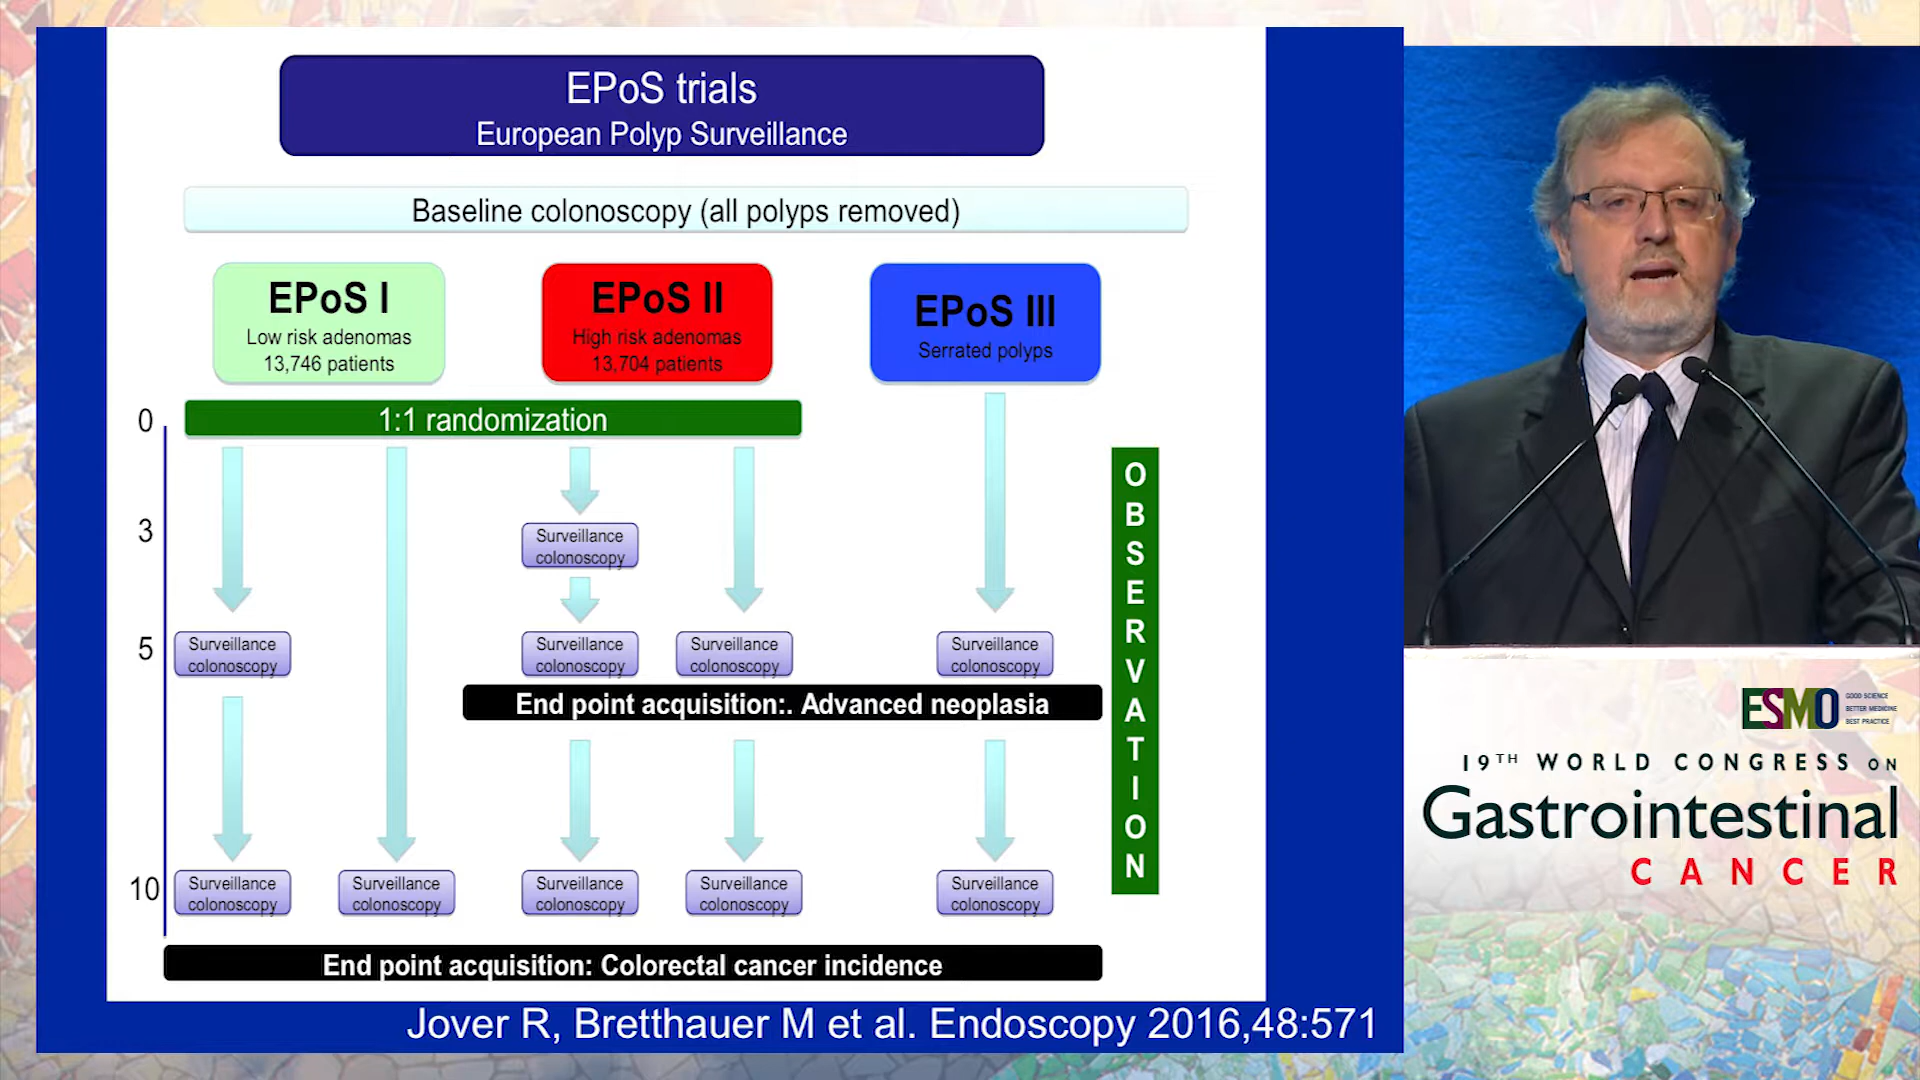 EPoS trials
European Polyp Surveillance
Baseline colonoscopy (all polyps removed)
EPoS I
Low risk adenomas
13,746 patients
EPoS II
High risk adenomas
13,704 patients
EPoS III
Serrated polyps
0
1:1 randomization
3
Surveillance
colonoscopy
5
Surveillance
colonoscopy
Surveillance
colonoscopy
Surveillance
colonoscopy
Surveillance
colonoscopy
End point acquisition:. Advanced neoplasia
OBSERVATION
10
Surveillance
colonoscopy
Surveillance
colonoscopy
Surveillance
colonoscopy
Surveillance
colonoscopy
Surveillance
colonoscopy
End point acquisition: Colorectal cancer incidence
Jover R, Bretthauer M et al. Endoscopy 2016,48:571
ESMO
GOOD SCIENCE
BETTER MEDICINE
BEST PRACTICE
19TH WORLD CONGRESS ON
Gastrointestinal
CANCER